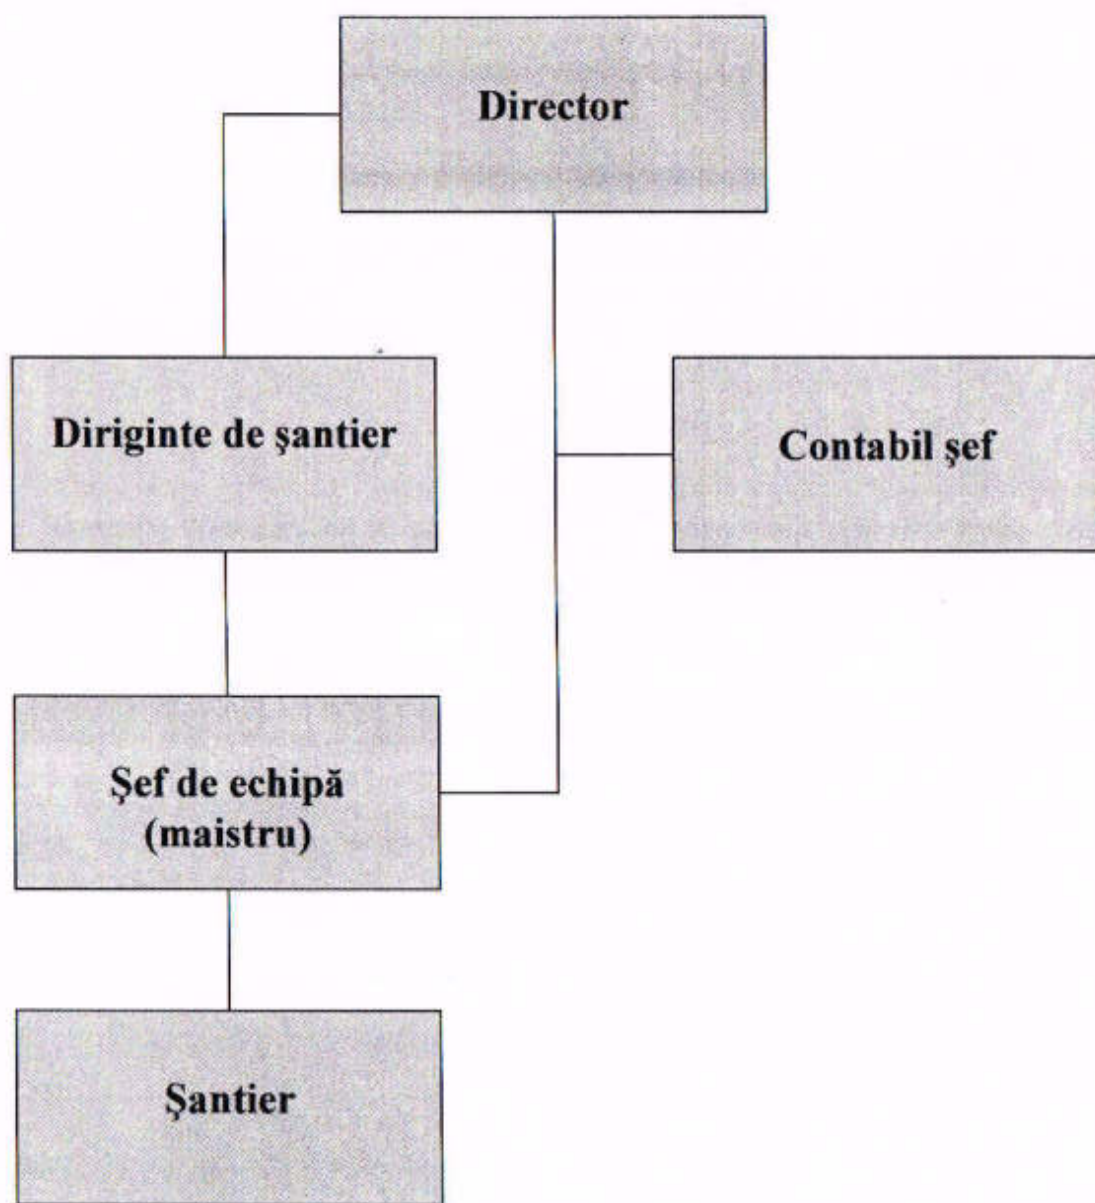 Director
Diriginte de şantier
Contabil şef
Şef de echipă
(maistru)
Şantier